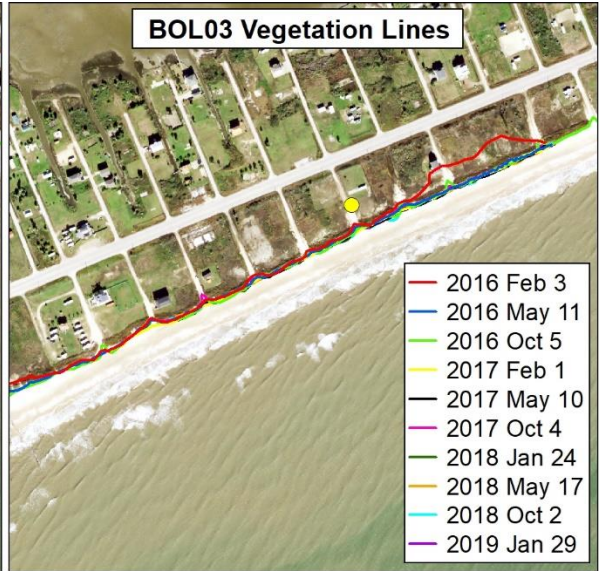 BOL03 Vegetation Lines
2016 Feb 3
2016 May 11
2016 Oct 5
2017 Feb 1
2017 May 10
2017 Oct 4
2018 Jan 24
2018 May 17
2018 Oct 2
2019 Jan 29